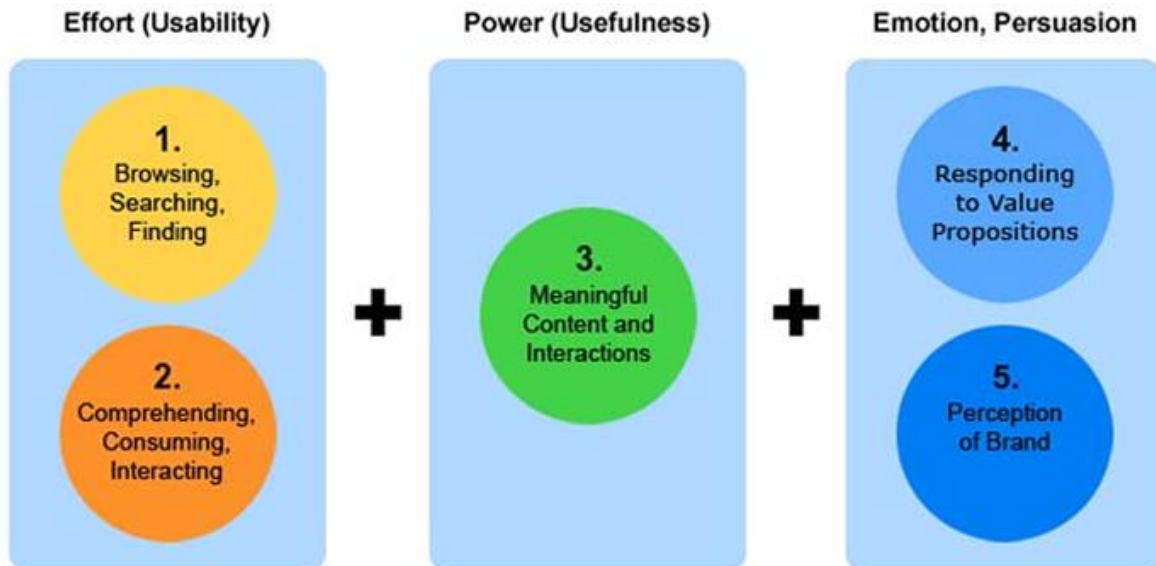 Effort (Usability)
1.
Browsing,
Searching,
Finding
2.
Comprehending,
Consuming,
Interacting
Power (Usefulness)
3.
Meaningful
Content and
Interactions
Emotion, Persuasion
4.
Responding
to Value
Propositions
5.
Perception
of Brand